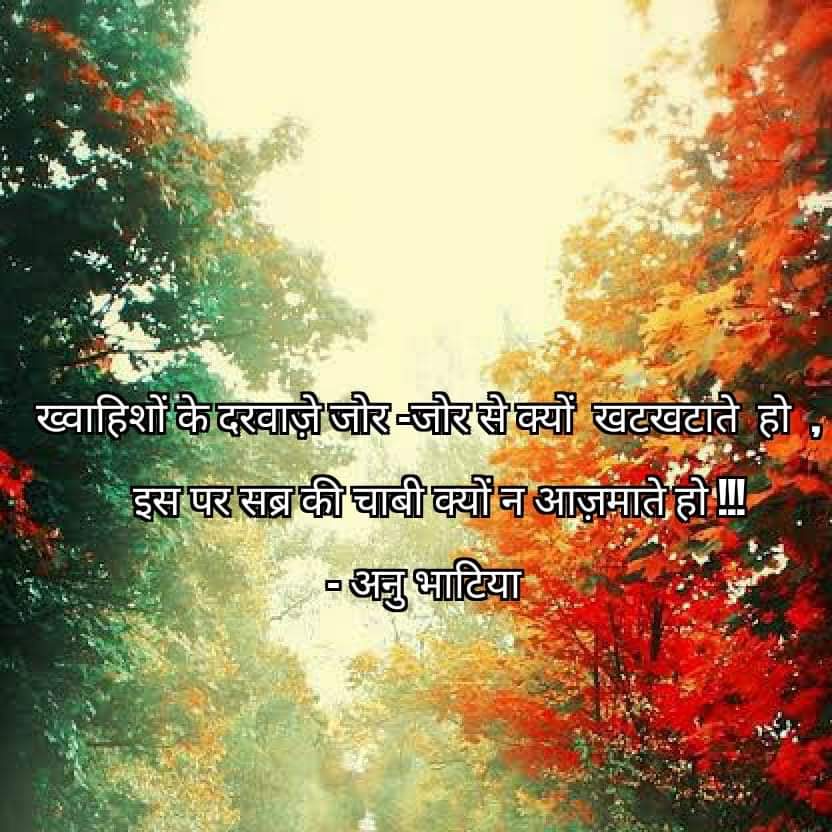 ख्वाहिशों के दरवाज़े जोर -जोर से क्यों खटखटाते हो ,
इस पर सब्र की चाबी क्यों न आज़माते हो !!!
- अनु भाटिया